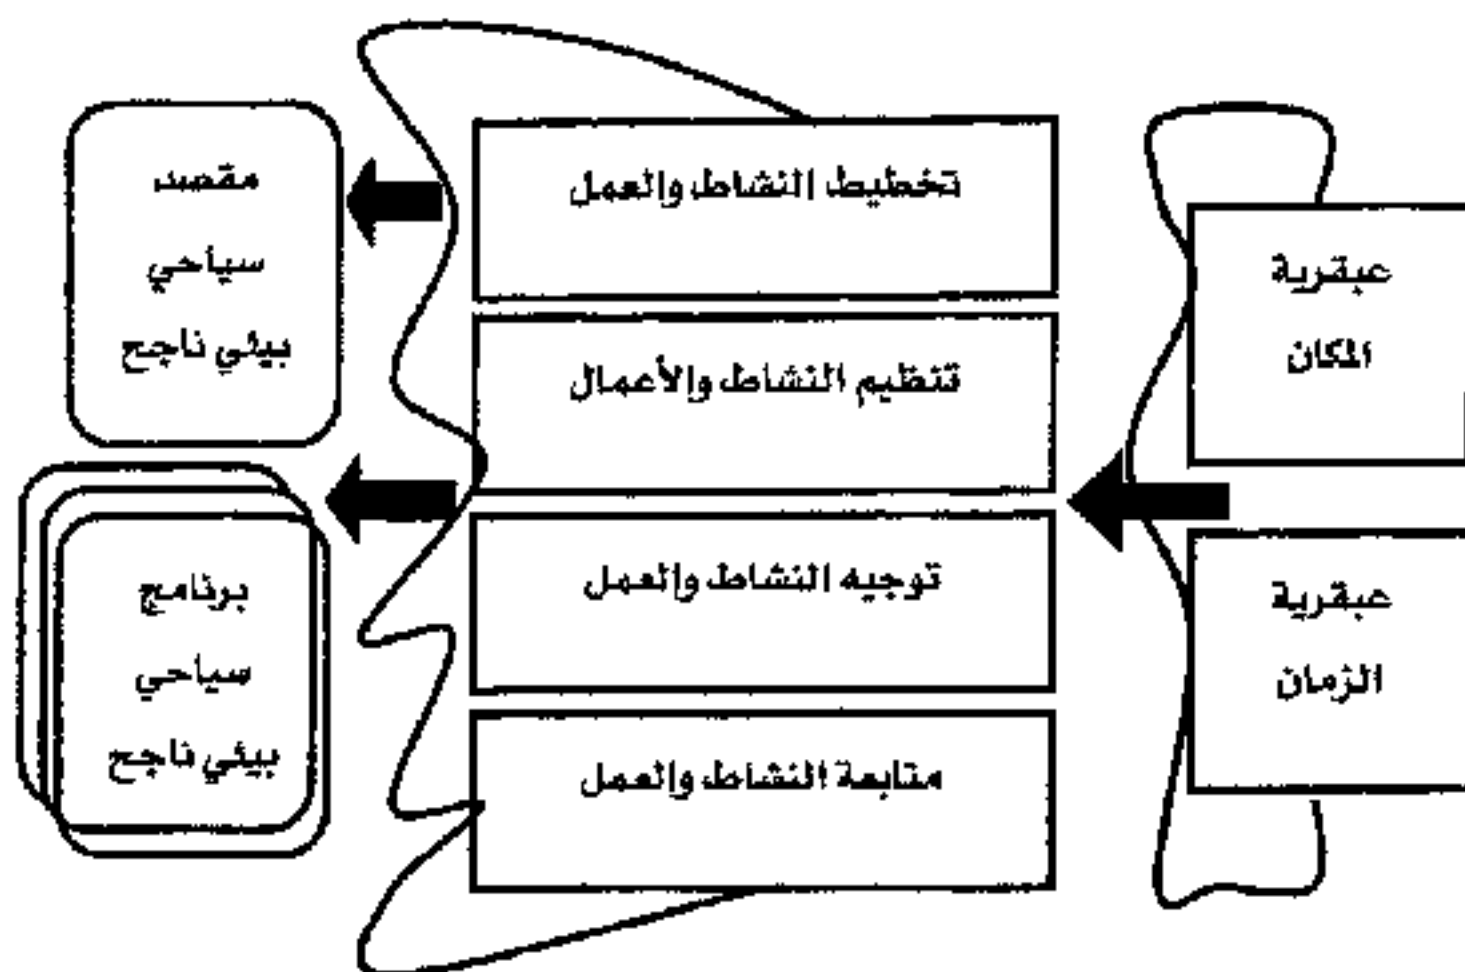 عبقرية
المكان
عبقرية
الزمان
تخطيط النشاط والعمل
تنظيم النشاط والأعمال
توجيه النشاط والعمل
متابعة النشاط والعمل
مقصد
سياحي
بيئي ناجح
برنامج
سياحي
بيئي ناجح